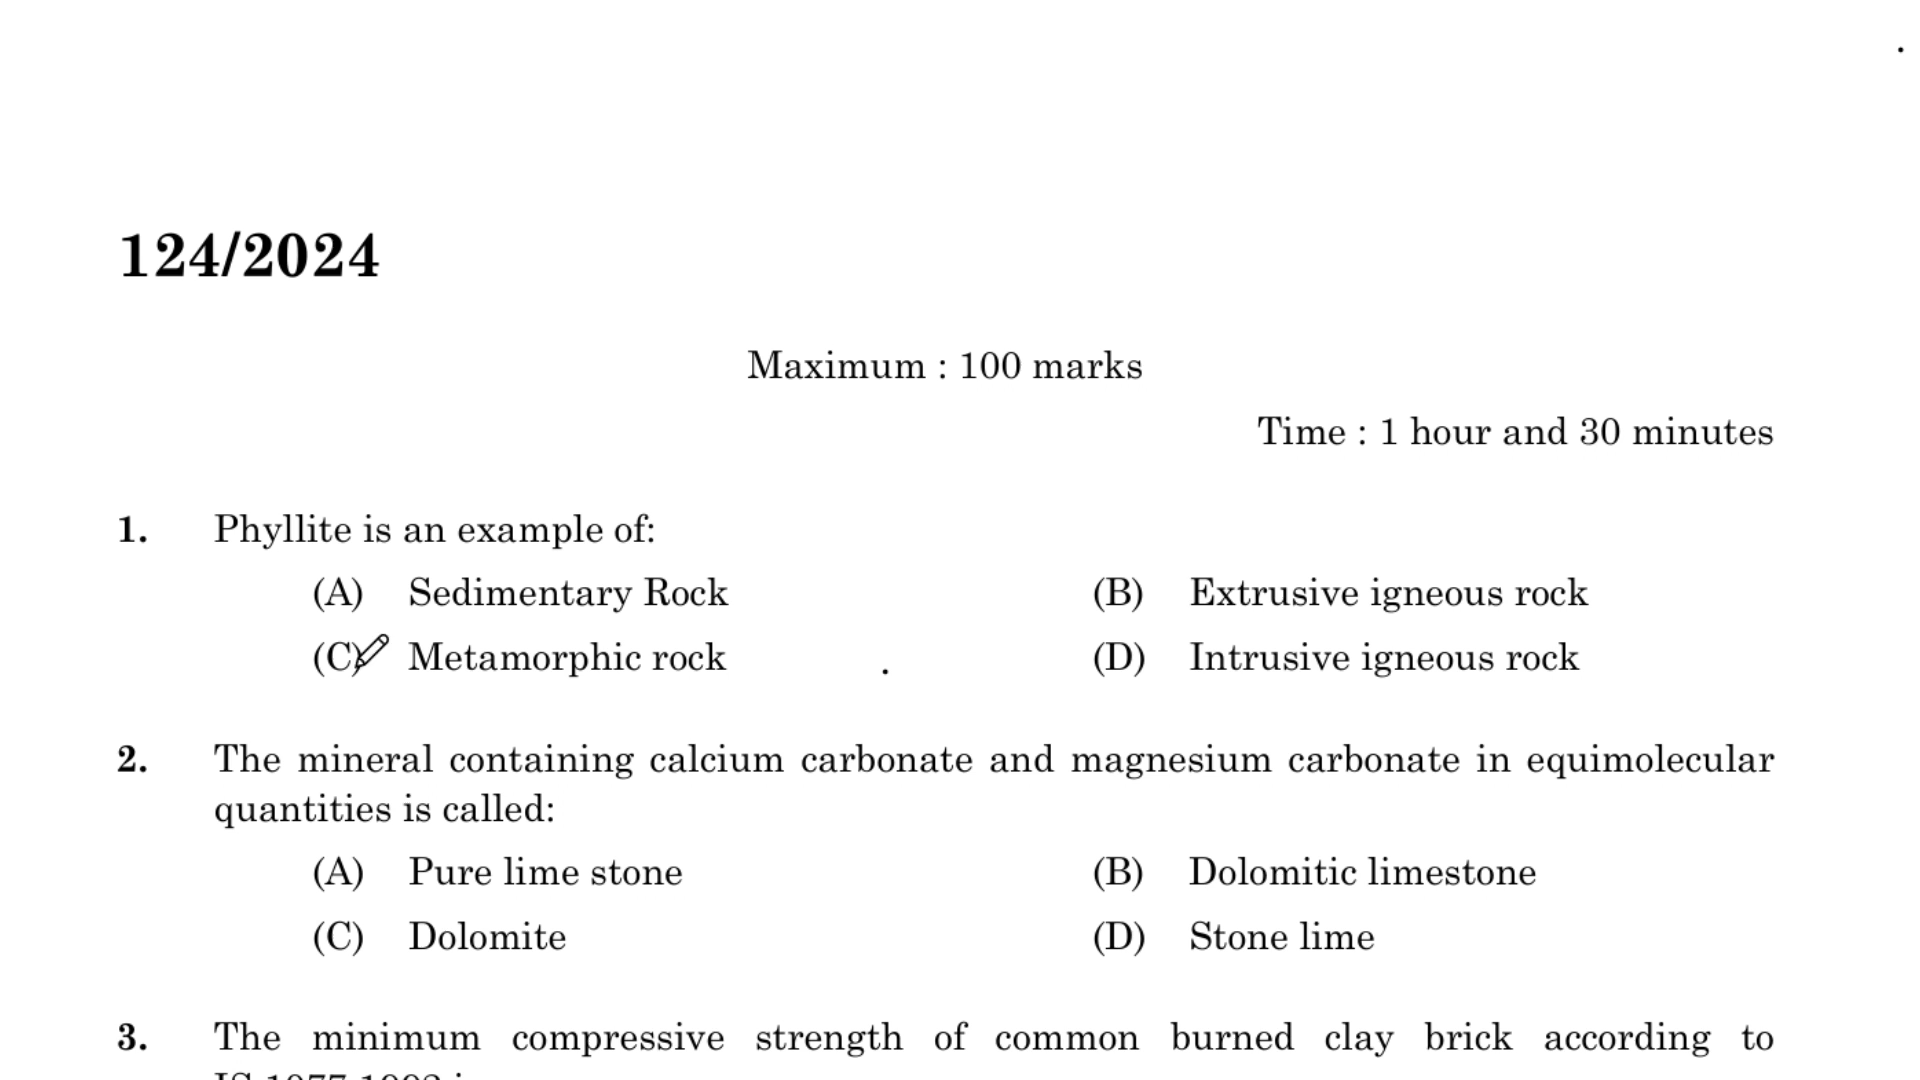 124/2024
Maximum : 100 marks
Time : 1 hour and 30 minutes
1. Phyllite is an example of:
(A) Sedimentary Rock (B) Extrusive igneous rock
(C) Metamorphic rock (D) Intrusive igneous rock
2. The mineral containing calcium carbonate and magnesium carbonate in equimolecular
quantities is called:
(A) Pure lime stone (B) Dolomitic limestone
(C) Dolomite (D) Stone lime
3. The minimum compressive strength of common burned clay brick according to